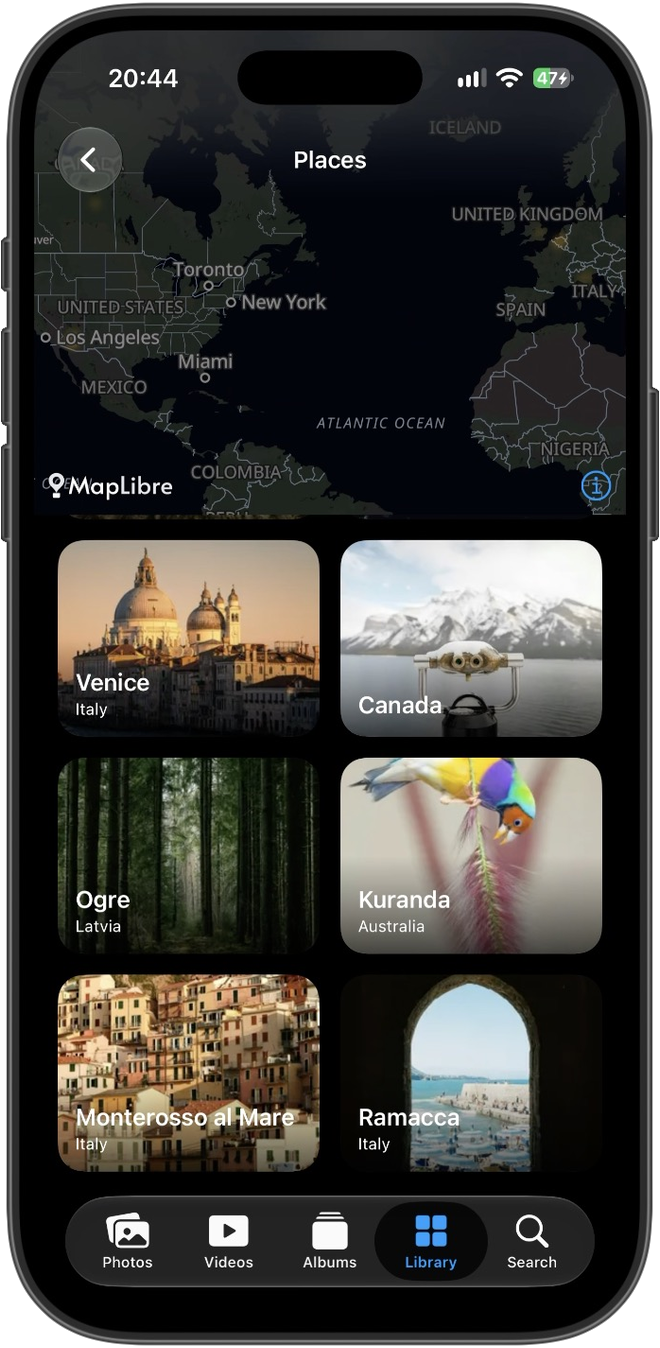 20:44
47
Places
ICELAND
UNITED KINGDOM
Toronto
UNITED STATES
New York
ITALY
SPAIN
Los Angeles
Miami
MEXICO
ATLANTIC OCEAN
NIGERIA
COLOMBIA
MapLibre
Venice
Italy
Canada
Ogre
Latvia
Kuranda
Australia
Monterosso al Mare
Italy
Ramacca
Italy
Photos
Videos
Albums
Library
Search